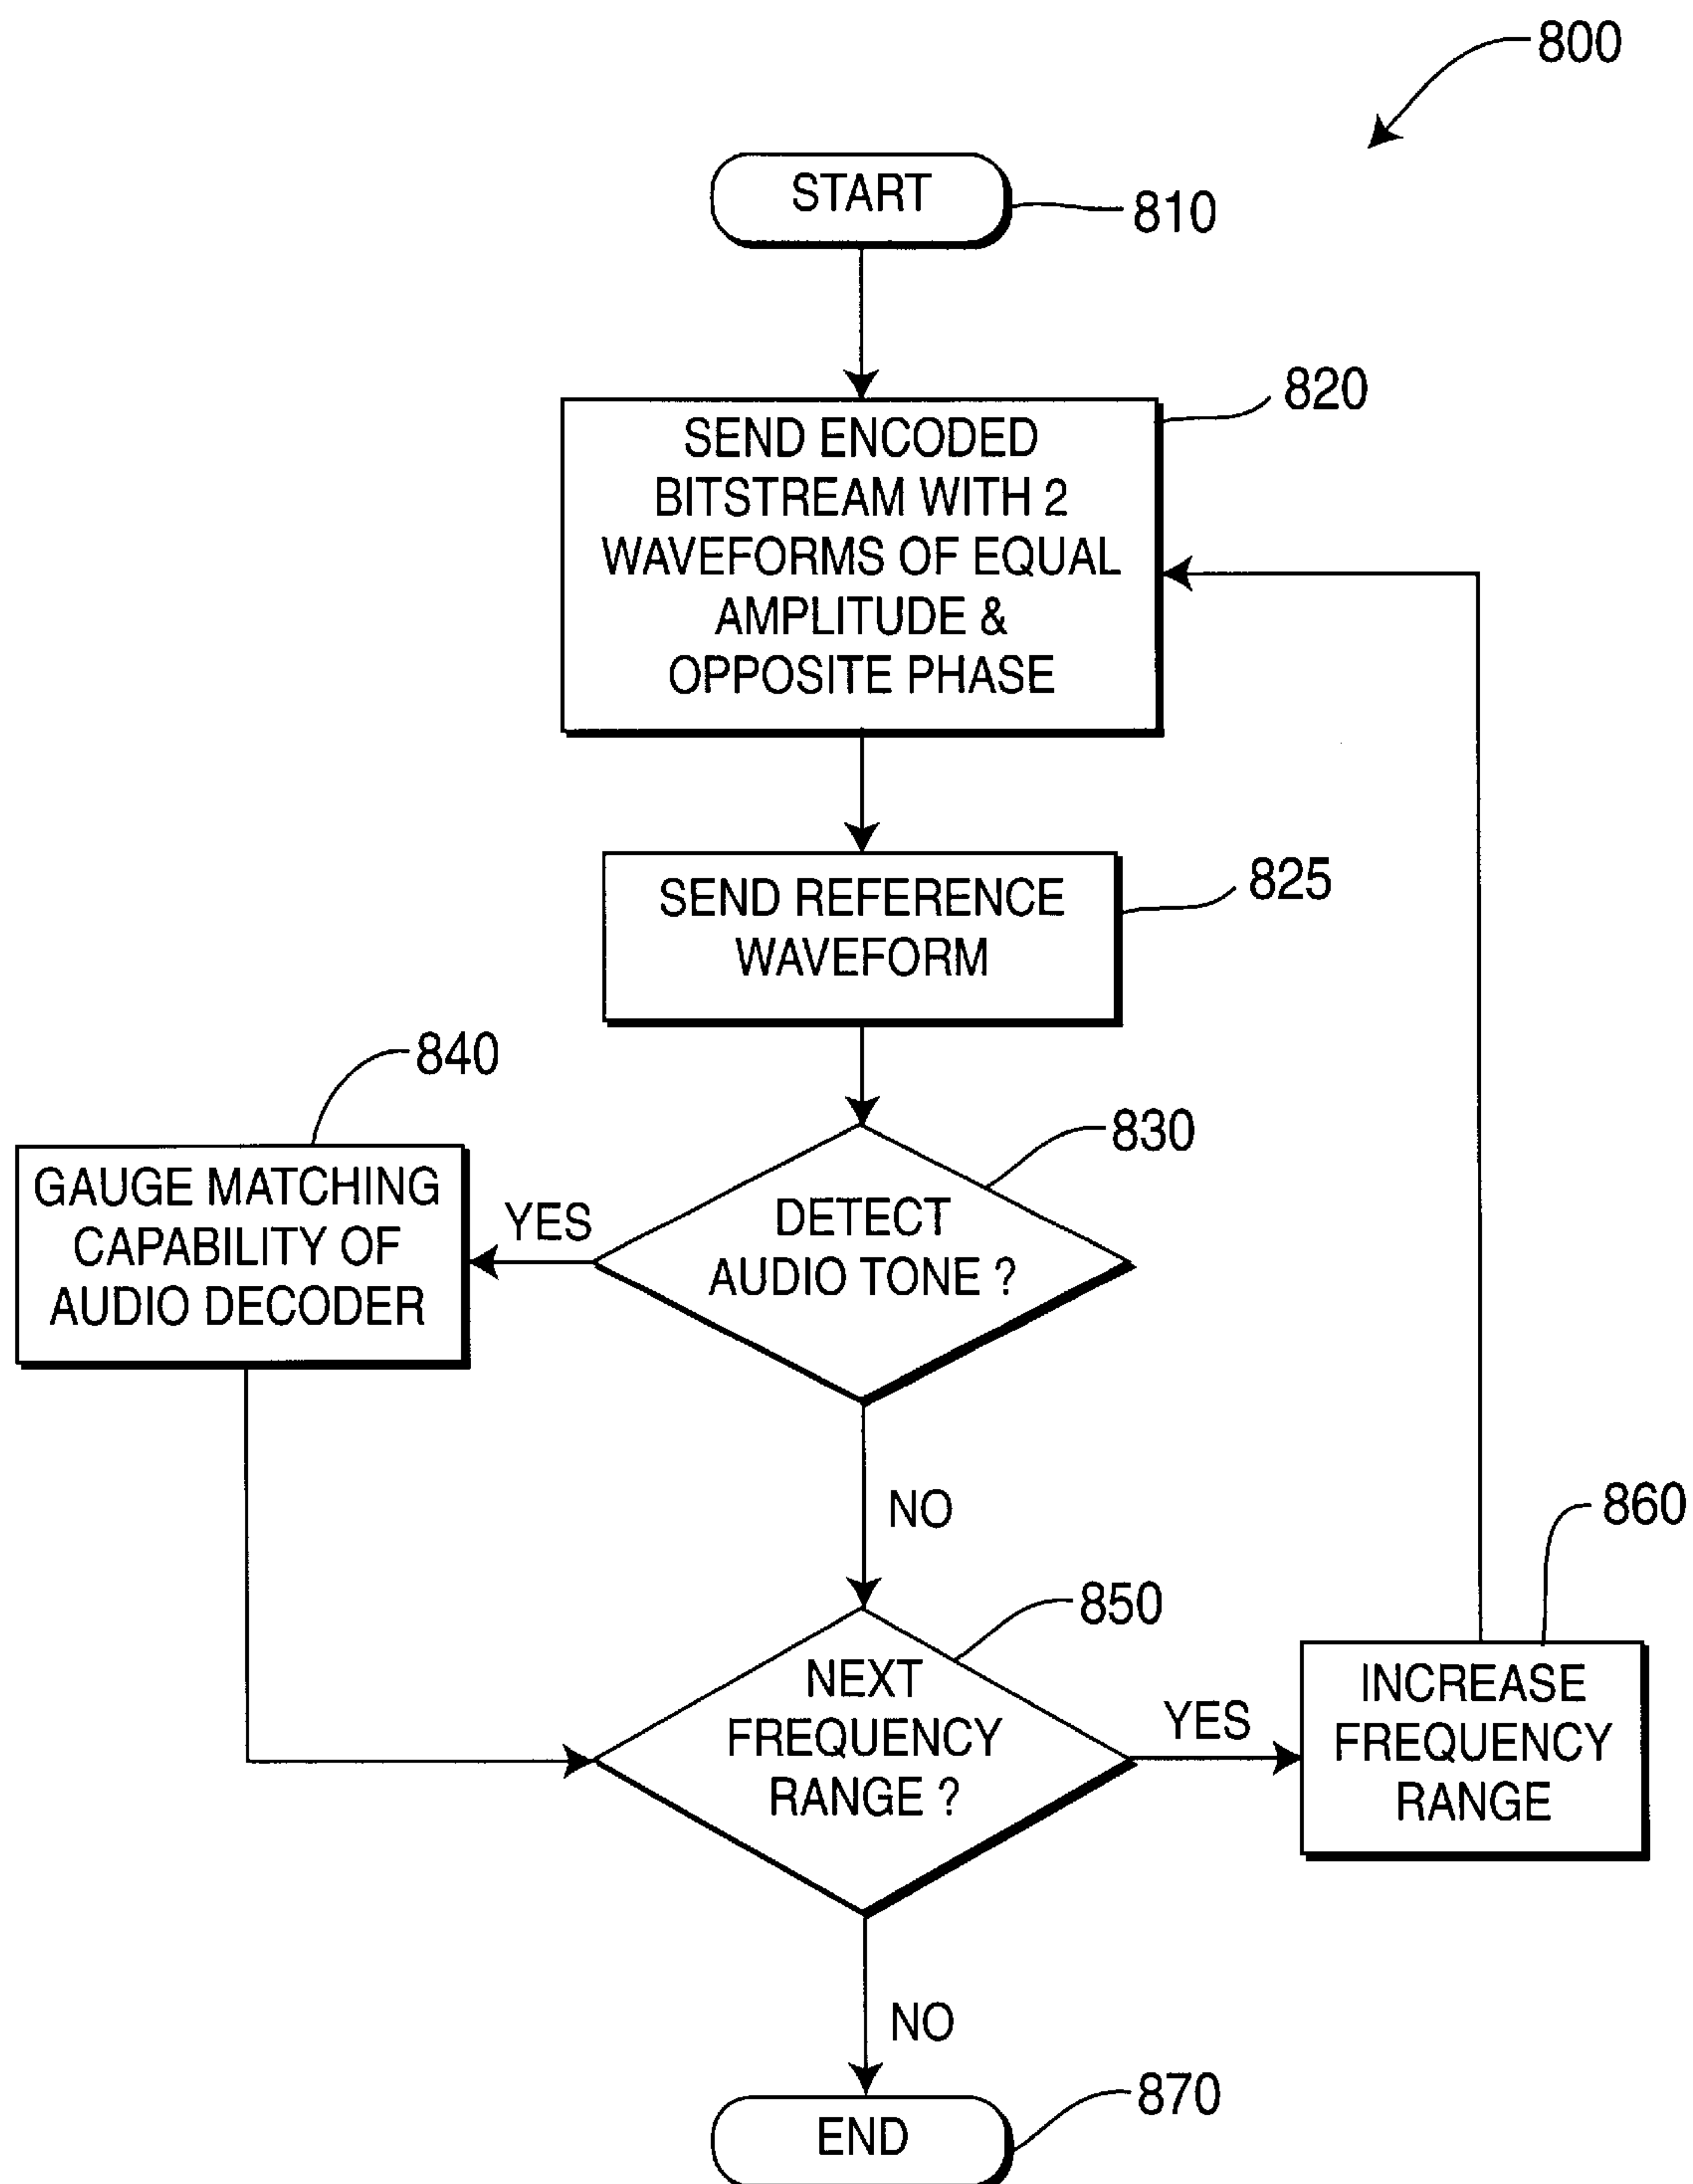 800
START
810
820
SEND ENCODED
BITSTREAM WITH 2
WAVEFORMS OF EQUAL
AMPLITUDE &
OPPOSITE PHASE
825
SEND REFERENCE
WAVEFORM
840
830
GAUGE MATCHING
CAPABILITY OF
AUDIO DECODER
YES
DETECT
AUDIO TONE ?
NO
860
850
NEXT
FREQUENCY
RANGE ?
YES
INCREASE
FREQUENCY
RANGE
NO
870
END